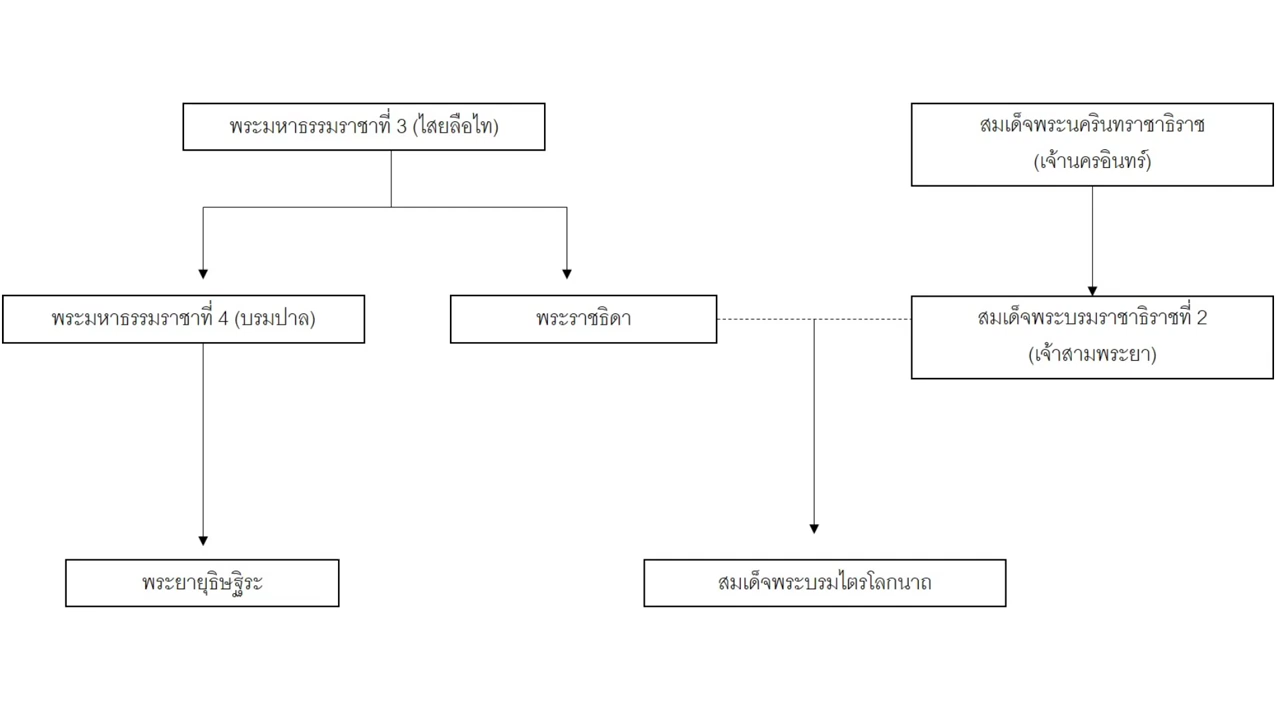 พระมหาธรรมราชาที่ 3 (ไสยลือไท)
สมเด็จพระนครินทราชาธิราช
(เจ้านครอินทร์)
พระมหาธรรมราชาที่ 4 (บรมปาล)
พระราชธิดา
สมเด็จพระบรมราชาธิราชที่ 2
(เจ้าสามพระยา)
พระยายุธิษฐิระ
สมเด็จพระบรมไตรโลกนาถ